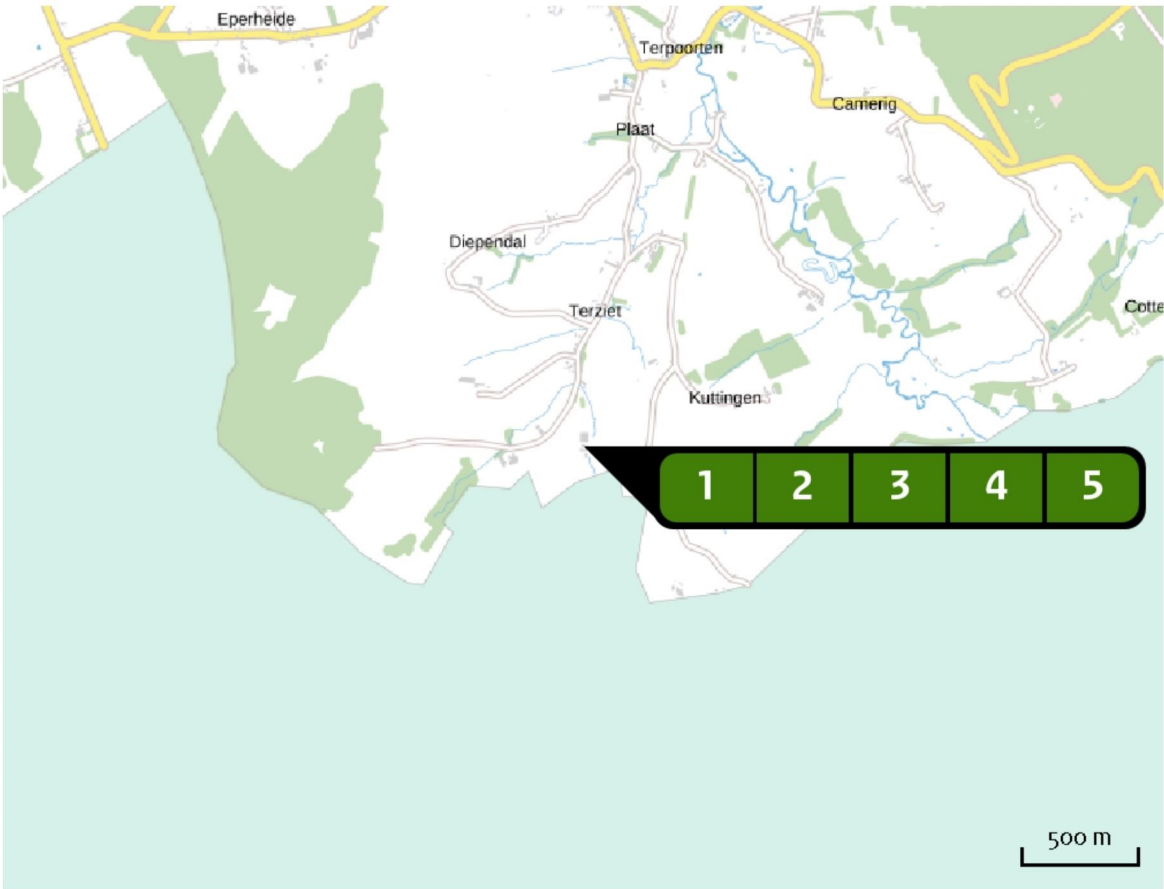 Eperheide
Terpoorten
Camerig
Plaat
Diependal
Terziet
Cotte
Kuttingen
1 2 3 4 5
500 m